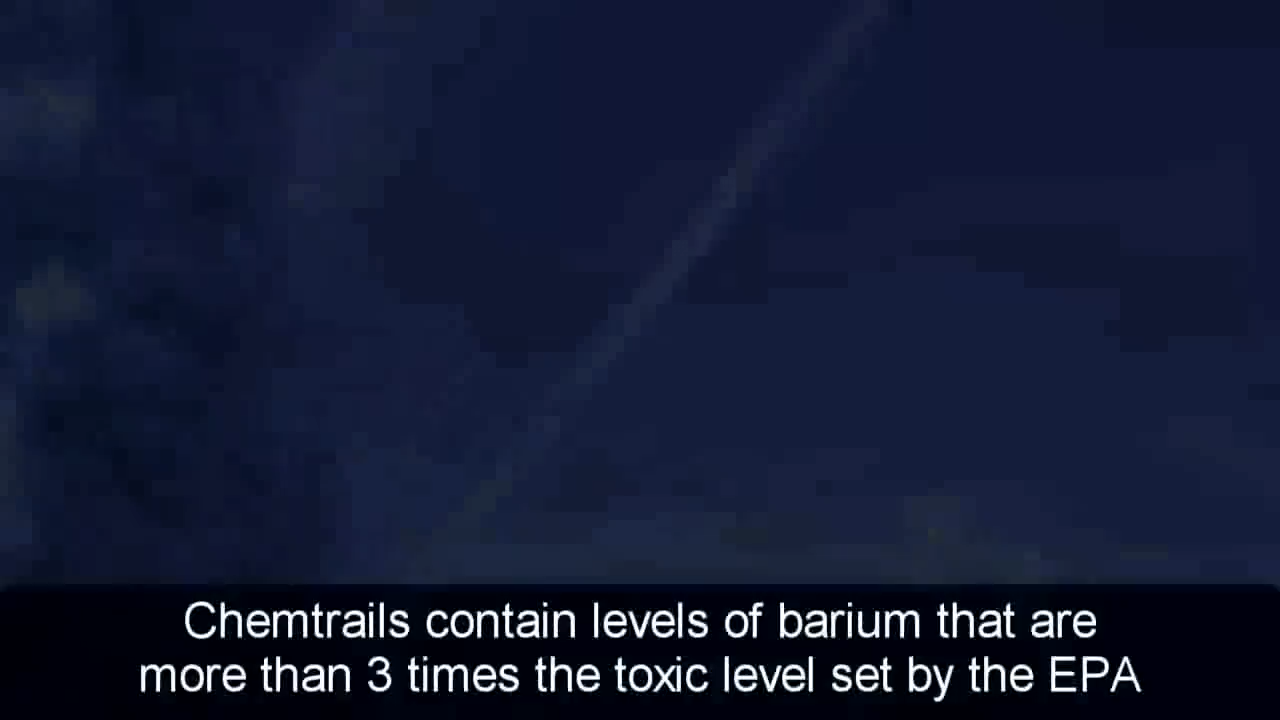 Chemtrails contain levels of barium that are
more than 3 times the toxic level set by the EPA